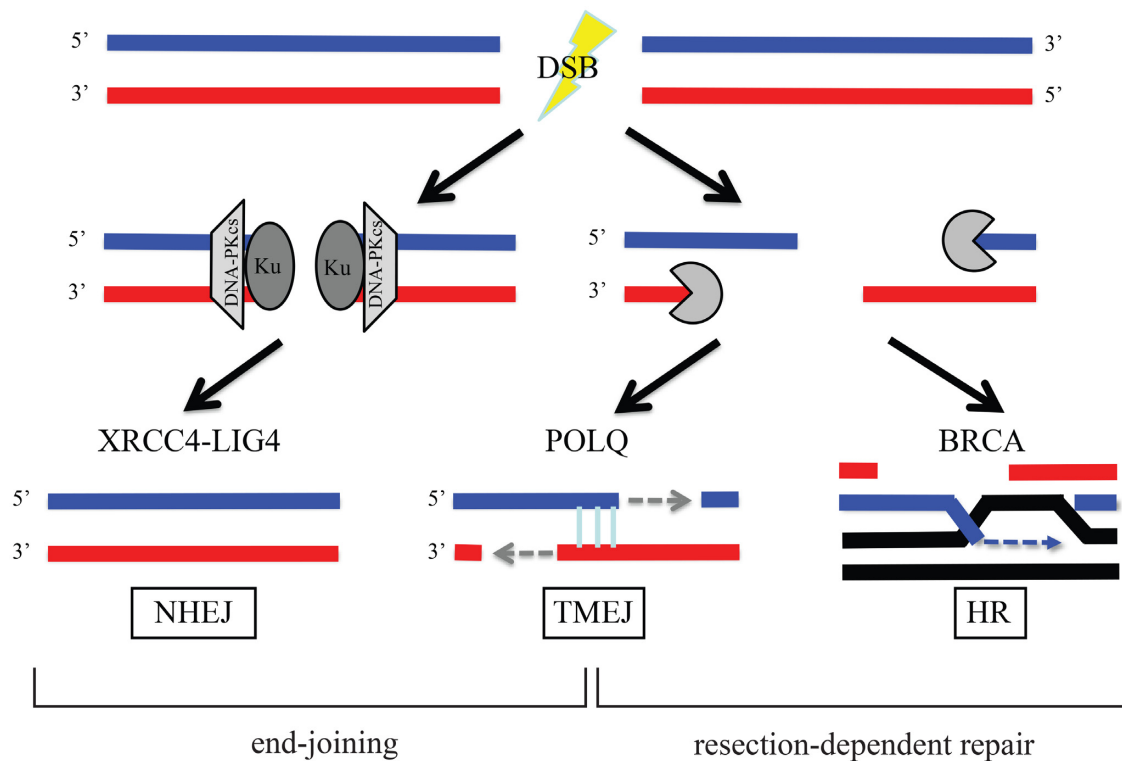 5’ 3’
DSB
3’ 5’
DNA-PKcs Ku Ku DNA-PKcs
5’ 5’
3’ 3’
XRCC4-LIG4 POLQ BRCA
5’ 5’
3’ 3’
NHEJ TMEJ HR
end-joining resection-dependent repair